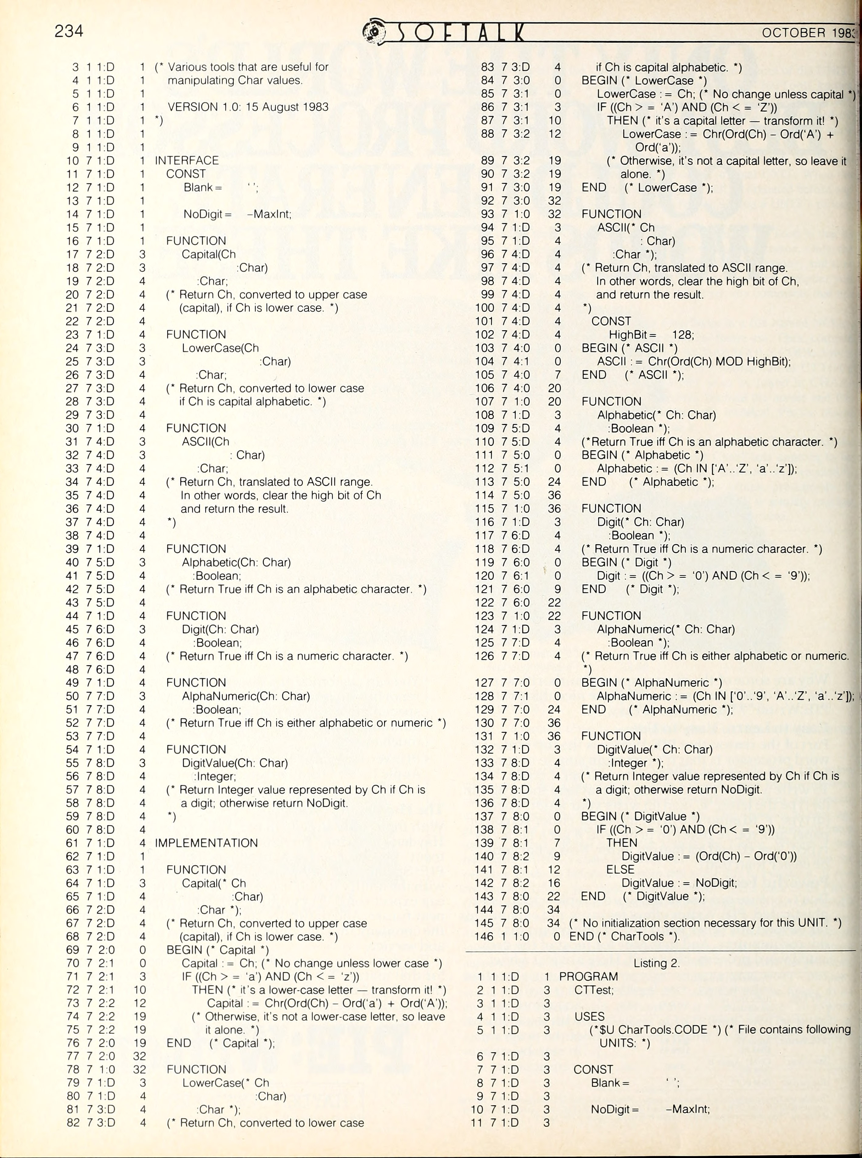 234
SOFTALK
OCTOBER 198
3 1 1:D 1 (* Various tools that are useful for
4 1 1:D 1 manipulating Char values.
5 1 1:D 1
6 1 1:D 1 VERSION 1.0: 15 August 1983
7 1 1:D 1 *)
8 1 1:D 1
9 1 1:D 1
10 7 1:D 1 INTERFACE
11 7 1:D 1 CONST
12 7 1:D 1 Blank = ' ';
13 7 1:D 1
14 7 1:D 1 NoDigit = -MaxInt;
15 7 1:D 1
16 7 1:D 1 FUNCTION
17 7 2:D 3 Capital(Ch
18 7 2:D 3 :Char)
19 7 2:D 4 :Char;
20 7 2:D 4 (* Return Ch, converted to upper case
21 7 2:D 4 (capital), if Ch is lower case. *)
22 7 2:D 4
23 7 1:D 4 FUNCTION
24 7 3:D 3 LowerCase(Ch
25 7 3:D 3 :Char)
26 7 3:D 4 :Char;
27 7 3:D 4 (* Return Ch, converted to lower case
28 7 3:D 4 if Ch is capital alphabetic. *)
29 7 3:D 4
30 7 1:D 4 FUNCTION
31 7 4:D 3 ASCII(Ch
32 7 4:D 3 : Char)
33 7 4:D 4 :Char;
34 7 4:D 4 (* Return Ch, translated to ASCII range.
35 7 4:D 4 In other words, clear the high bit of Ch
36 7 4:D 4 and return the result.
37 7 4:D 4 *)
38 7 4:D 4
39 7 1:D 4 FUNCTION
40 7 5:D 3 Alphabetic(Ch: Char)
41 7 5:D 4 :Boolean;
42 7 5:D 4 (* Return True iff Ch is an alphabetic character. *)
43 7 5:D 4
44 7 1:D 4 FUNCTION
45 7 6:D 3 Digit(Ch: Char)
46 7 6:D 4 :Boolean;
47 7 6:D 4 (* Return True iff Ch is a numeric character. *)
48 7 6:D 4
49 7 1:D 4 FUNCTION
50 7 7:D 3 AlphaNumeric(Ch: Char)
51 7 7:D 4 :Boolean;
52 7 7:D 4 (* Return True iff Ch is either alphabetic or numeric *)
53 7 7:D 4
54 7 1:D 4 FUNCTION
55 7 8:D 3 DigitValue(Ch: Char)
56 7 8:D 4 :Integer;
57 7 8:D 4 (* Return Integer value represented by Ch if Ch is
58 7 8:D 4 a digit; otherwise return NoDigit.
59 7 8:D 4 *)
60 7 8:D 4
61 7 1:D 4 IMPLEMENTATION
62 7 1:D 1
63 7 1:D 1 FUNCTION
64 7 1:D 3 Capital(* Ch
65 7 1:D 4 :Char)
66 7 2:D 4 :Char *);
67 7 2:D 4 (* Return Ch, converted to upper case
68 7 2:D 4 (capital), if Ch is lower case. *)
69 7 2:0 0 BEGIN (* Capital *)
70 7 2:1 0 Capital := Ch; (* No change unless lower case *)
71 7 2:1 3 IF ((Ch > = 'a') AND (Ch < = 'z'))
72 7 2:1 10 THEN (* it's a lower-case letter — transform it! *)
73 7 2:2 12 Capital := Chr(Ord(Ch) – Ord('a') + Ord('A'));
74 7 2:2 19 (* Otherwise, it's not a lower-case letter, so leave
75 7 2:2 19 it alone. *)
76 7 2:0 19 END (* Capital *);
77 7 2:0 32
78 7 1:0 32 FUNCTION
79 7 1:D 3 LowerCase(* Ch
80 7 1:D 4 :Char)
81 7 3:D 4 :Char *);
82 7 3:D 4 (* Return Ch, converted to lower case
83 7 3:D 4 if Ch is capital alphabetic. *)
84 7 3:0 0 BEGIN (* LowerCase *)
85 7 3:1 0 LowerCase := Ch; (* No change unless capital *)
86 7 3:1 3 IF ((Ch > = 'A') AND (Ch < = 'Z'))
87 7 3:1 10 THEN (* it's a capital letter — transform it! *)
88 7 3:2 12 LowerCase := Chr(Ord(Ch) – Ord('A') +
Ord('a'));
89 7 3:2 19 (* Otherwise, it's not a capital letter, so leave it
90 7 3:2 19 alone. *)
91 7 3:0 19 END (* LowerCase *);
92 7 3:0 32
93 7 1:0 32 FUNCTION
94 7 1:D 3 ASCII(* Ch
95 7 1:D 4 : Char)
96 7 4:D 4 :Char *);
97 7 4:D 4 (* Return Ch, translated to ASCII range.
98 7 4:D 4 In other words, clear the high bit of Ch,
99 7 4:D 4 and return the result.
100 7 4:D 4 *)
101 7 4:D 4 CONST
102 7 4:D 4 HighBit = 128;
103 7 4:0 0 BEGIN (* ASCII *)
104 7 4:1 0 ASCII := Chr(Ord(Ch) MOD HighBit);
105 7 4:0 7 END (* ASCII *);
106 7 4:0 20
107 7 1:0 20 FUNCTION
108 7 1:D 3 Alphabetic(* Ch: Char)
109 7 5:D 4 :Boolean *);
110 7 5:D 4 (*Return True iff Ch is an alphabetic character. *)
111 7 5:0 0 BEGIN (* Alphabetic *)
112 7 5:1 0 Alphabetic := (Ch IN ['A'..'Z', 'a'..'z']);
113 7 5:0 24 END (* Alphabetic *);
114 7 5:0 36
115 7 1:0 36 FUNCTION
116 7 1:D 3 Digit(* Ch: Char)
117 7 6:D 4 :Boolean *);
118 7 6:D 4 (* Return True iff Ch is a numeric character. *)
119 7 6:0 0 BEGIN (* Digit *)
120 7 6:1 0 Digit := ((Ch > = '0') AND (Ch < = '9'));
121 7 6:0 9 END (* Digit *);
122 7 6:0 22
123 7 1:0 22 FUNCTION
124 7 1:D 3 AlphaNumeric(* Ch: Char)
125 7 7:D 4 :Boolean *);
126 7 7:D 4 (* Return True iff Ch is either alphabetic or numeric.
*)
127 7 7:0 0 BEGIN (* AlphaNumeric *)
128 7 7:1 0 AlphaNumeric := (Ch IN ['0'..'9', 'A'..'Z', 'a'..'z']);
129 7 7:0 24 END (* AlphaNumeric *);
130 7 7:0 36
131 7 1:0 36 FUNCTION
132 7 1:D 3 DigitValue(* Ch: Char)
133 7 8:D 4 :Integer *);
134 7 8:D 4 (* Return Integer value represented by Ch if Ch is
135 7 8:D 4 a digit; otherwise return NoDigit.
136 7 8:D 4 *)
137 7 8:0 0 BEGIN (* DigitValue *)
138 7 8:1 0 IF ((Ch > = '0') AND (Ch < = '9'))
139 7 8:1 7 THEN
140 7 8:2 9 DigitValue := (Ord(Ch) – Ord('0'))
141 7 8:1 12 ELSE
142 7 8:2 16 DigitValue := NoDigit;
143 7 8:0 22 END (* DigitValue *);
144 7 8:0 34
145 7 8:0 34 (* No initialization section necessary for this UNIT. *)
146 1 1:0 0 END (* CharTools *).
Listing 2.
1 1 1:D 1 PROGRAM
2 1 1:D 3 CTTest;
3 1 1:D 3
4 1 1:D 3 USES
5 1 1:D 3 (*$U CharTools.CODE *) (* File contains following
UNITS: *)
6 7 1:D 3
7 7 1:D 3 CONST
8 7 1:D 3 Blank = ' ';
9 7 1:D 3
10 7 1:D 3 NoDigit = -MaxInt;
11 7 1:D 3